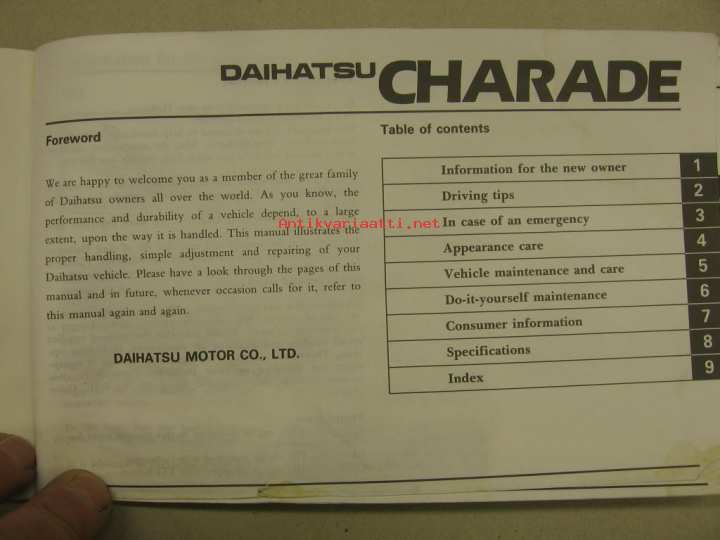 DAIHATSU CHARADE
Foreword
We are happy to welcome you as a member of the great family
of Daihatsu owners all over the world. As you know, the
performance and durability of a vehicle depend, to a large
extent, upon the way it is handled. This manual illustrates the
proper handling, simple adjustment and repairing of your
Daihatsu vehicle. Please have a look through the pages of this
manual and in future, whenever occasion calls for it, refer to
this manual again and again.
DAIHATSU MOTOR CO., LTD.
Table of contents
Information for the new owner 1
Driving tips 2
In case of an emergency 3
Appearance care 4
Vehicle maintenance and care 5
Do-it-yourself maintenance 6
Consumer information 7
Specifications 8
Index 9
Antikvariaatti.net